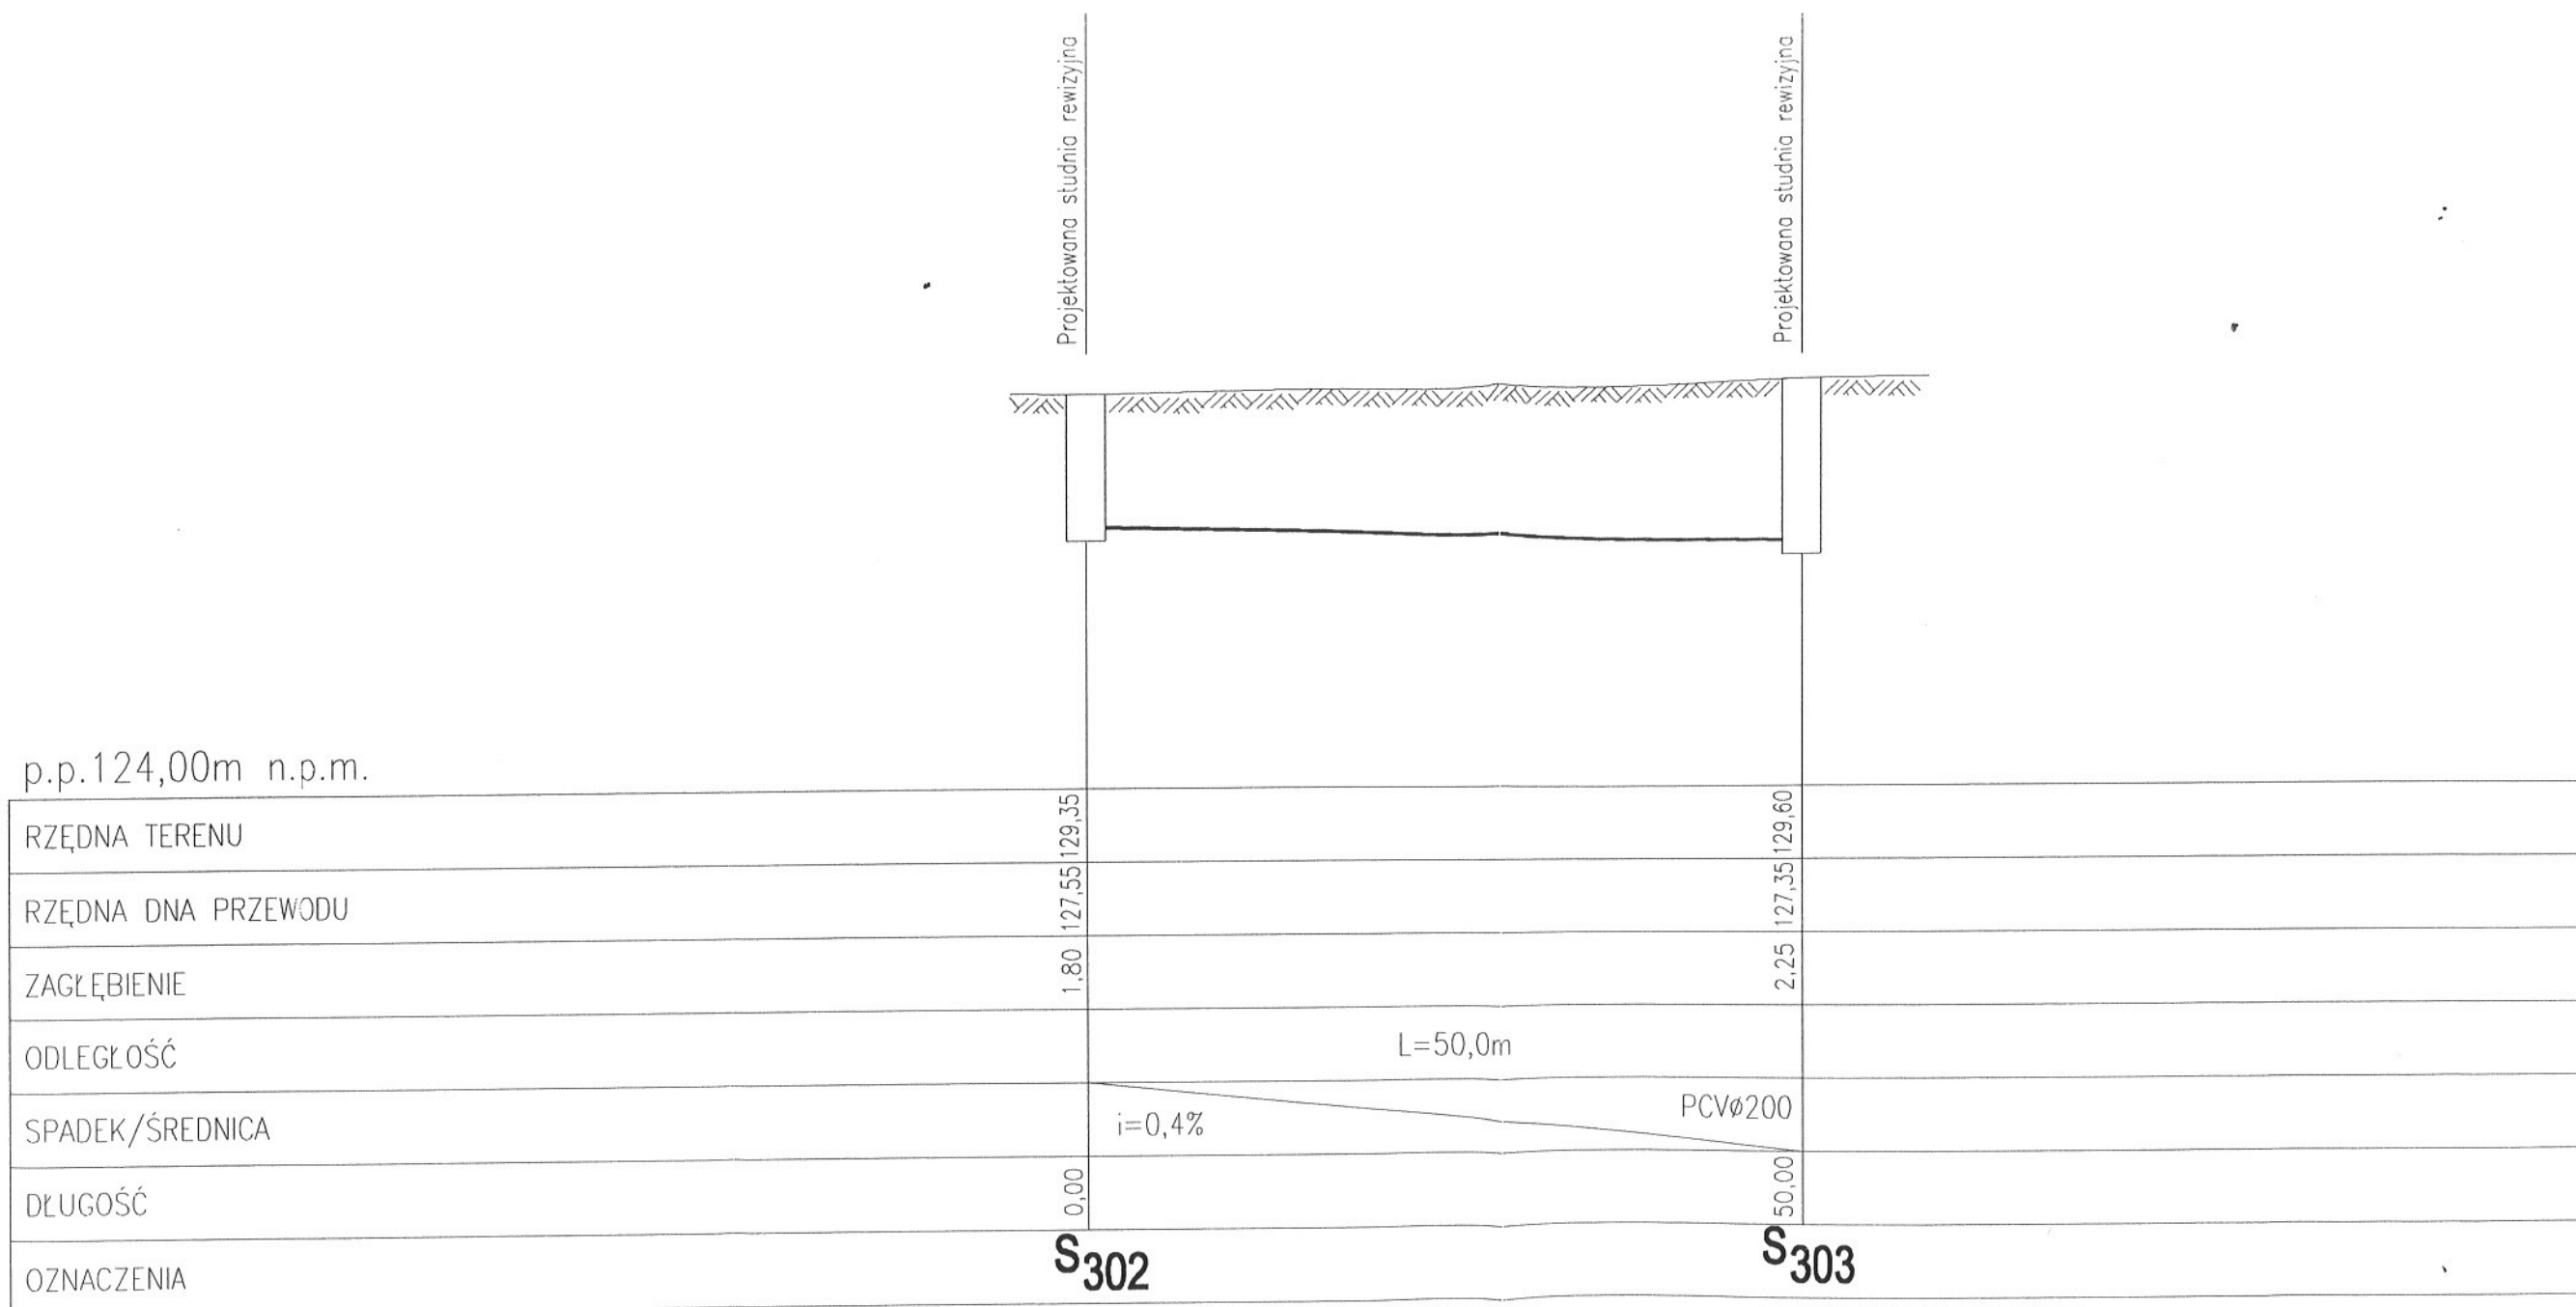 Projektowana studnia rewizyjna
Projektowana studnia rewizyjna
p.p.124,00m n.p.m.
RZĘDNA TERENU 129,35 129,60
RZĘDNA DNA PRZEWODU 127,55 127,35
ZAGŁĘBIENIE 1,80 2,25
ODLEGŁOŚĆ L=50,0m
SPADEK/ŚREDNICA i=0,4% PCVø200
DŁUGOŚĆ 0,00 50,00
OZNACZENIA S302 S303